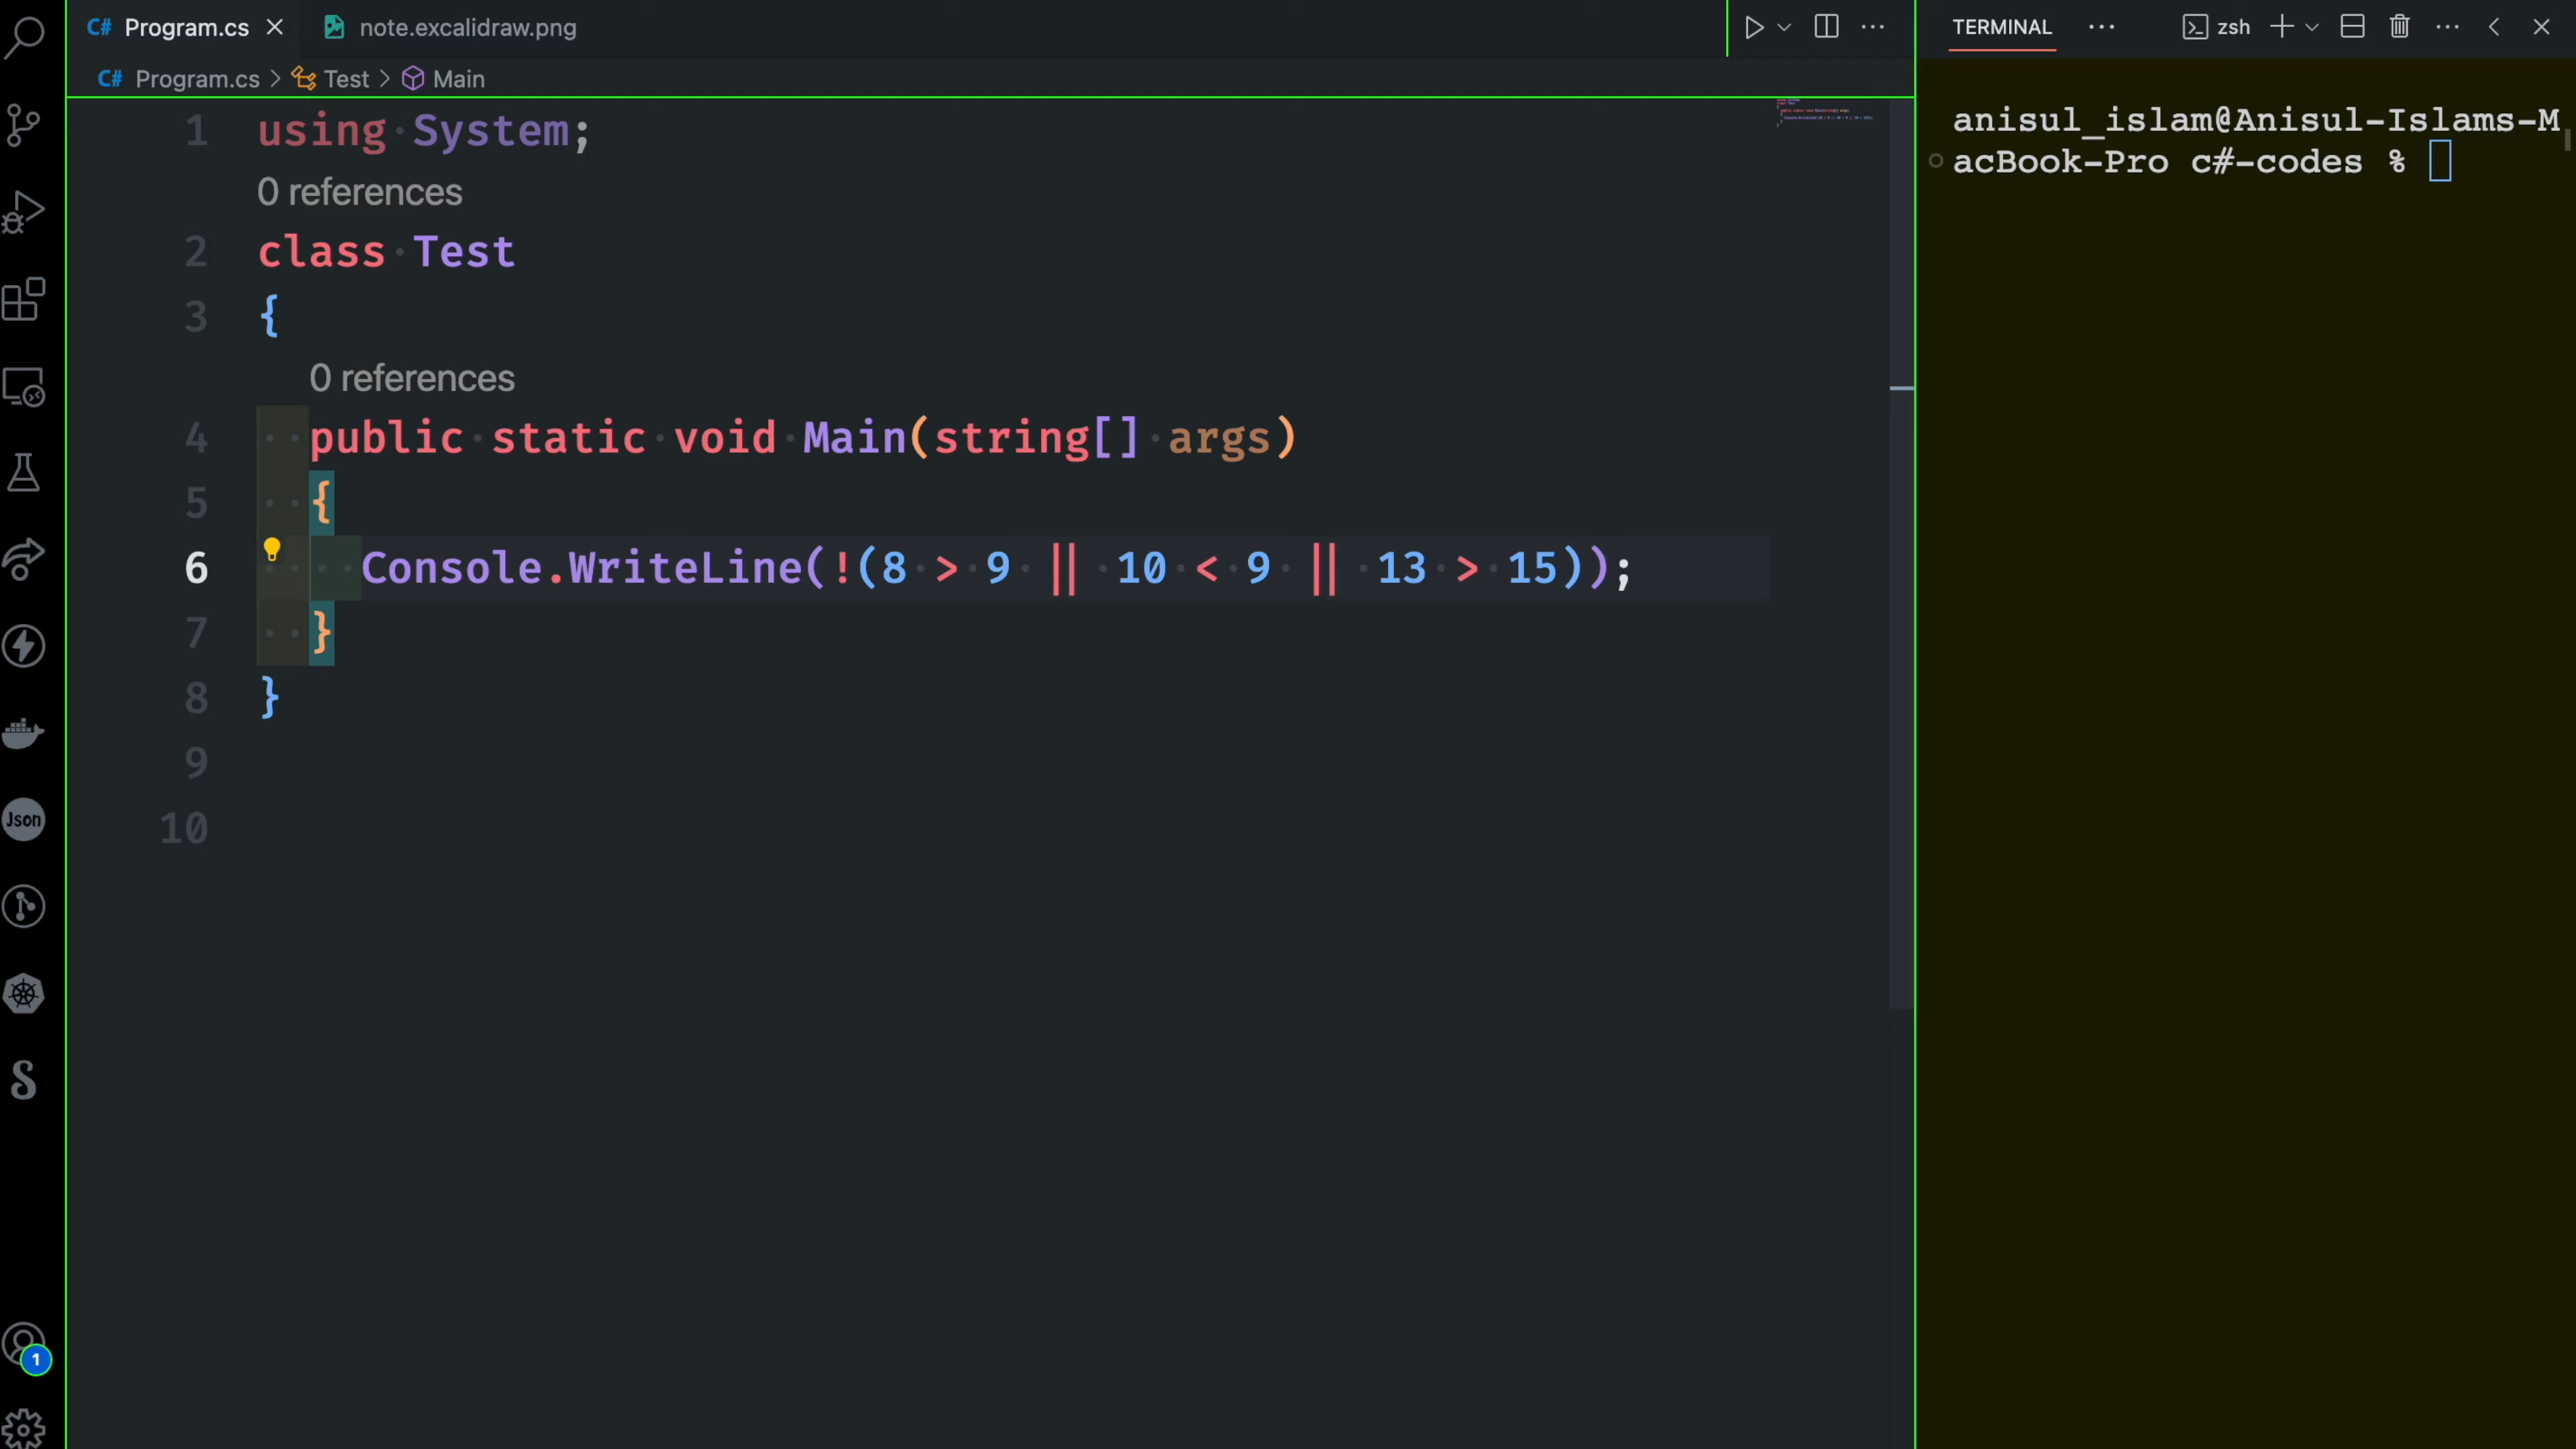 C# Program.cs
note.excalidraw.png
TERMINAL
zsh
C# Program.cs > Test > Main
1 using System;
0 references
2 class Test
3 {
0 references
4 public static void Main(string[] args)
5 {
6 Console.WriteLine(!(8 > 9 || 10 < 9 || 13 > 15));
7 }
8 }
9
10
anisul_islam@Anisul-Islams-M
acBook-Pro c#-codes %
Json
1